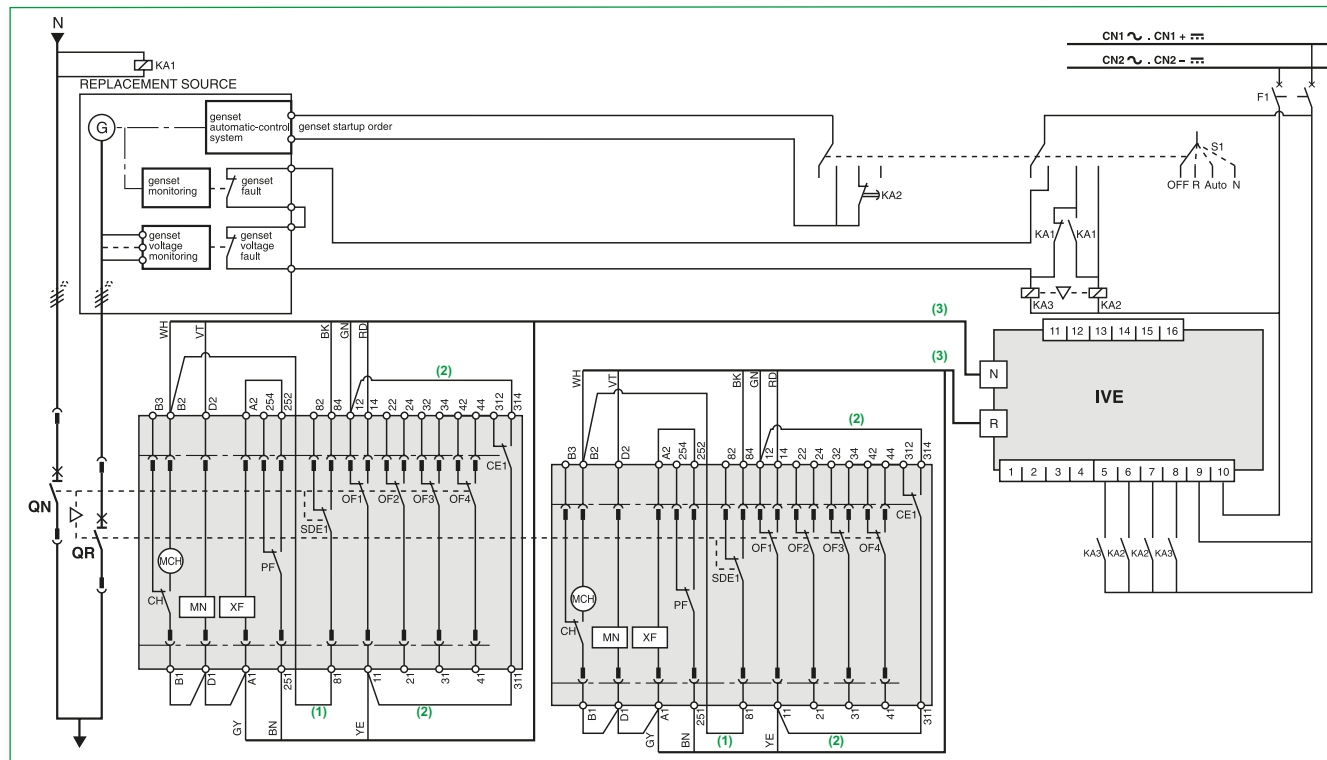 N
KA1
REPLACEMENT SOURCE
G
genset
automatic-control
system
genset startup order
genset
monitoring
genset
fault
genset
voltage
monitoring
genset
voltage
fault
CN1 ~ . CN1 +
CN2 ~ . CN2 –
F1
S1
OFF R Auto N
KA2
KA1 KA1
KA3 KA2
(3)
(3)
11 12 13 14 15 16
N
R
IVE
1 2 3 4 5 6 7 8 9 10
KA3 KA2 KA2 KA3
QN
QR
WH VT BK GN RD
(2)
B3 B2 D2 A2 254 252 82 84 12 14 22 24 32 34 42 44 312 314
CE1
OF1 OF2 OF3 OF4
SDE1
MCH
PF
CH
MN XF
B1 D1 A1 251 81 11 21 31 41 311
(1) (2)
GY BN YE
WH VT BK GN RD
(2)
B3 B2 D2 A2 254 252 82 84 12 14 22 24 32 34 42 44 312 314
CE1
OF1 OF2 OF3 OF4
SDE1
MCH
PF
CH
MN XF
B1 D1 A1 251 81 11 21 31 41 311
(1) (2)
GY BN YE